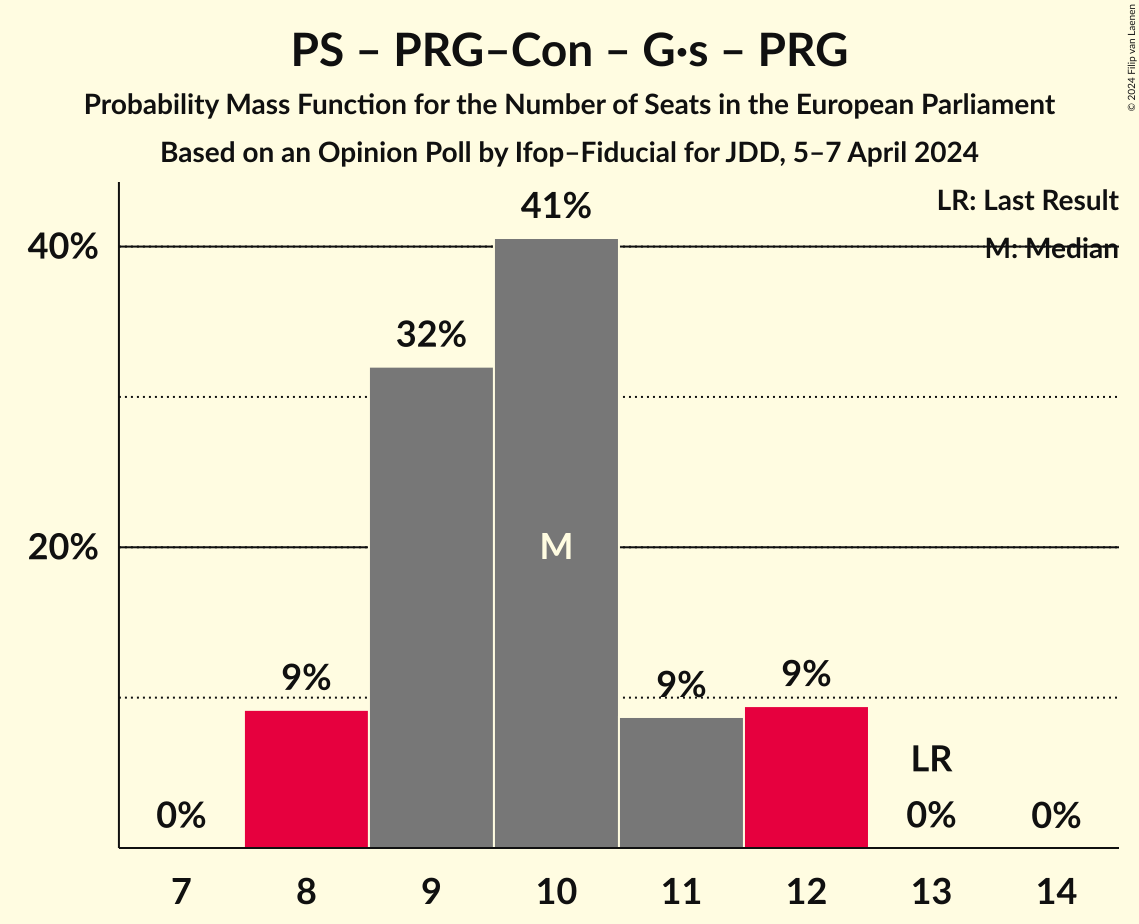 PS – PRG–Con – G·s – PRG
Probability Mass Function for the Number of Seats in the European Parliament
Based on an Opinion Poll by Ifop–Fiducial for JDD, 5–7 April 2024
© 2024 Filip van Laenen
LR: Last Result
M: Median
40%
20%
0%
9%
32%
41%
M
9%
9%
LR
0%
0%
7 8 9 10 11 12 13 14